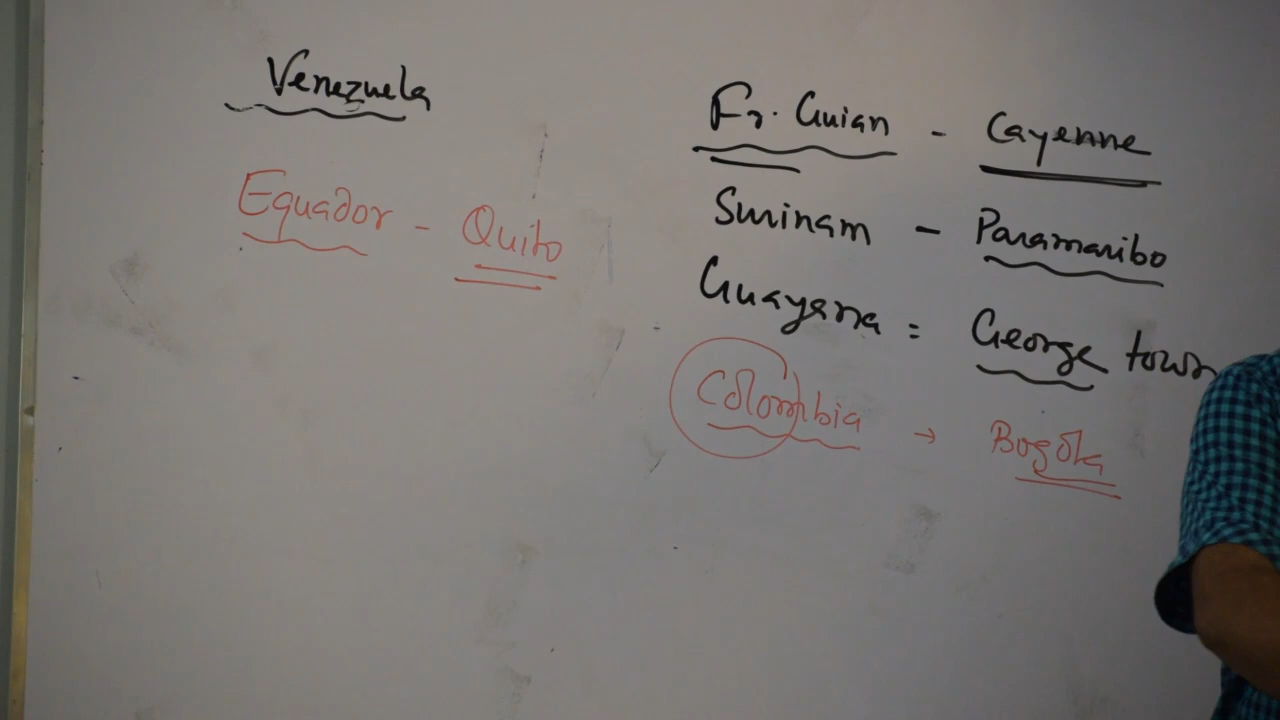 Venezuela
Equador - Quito
Fr. Guian - Cayenne
Surinam - Paramaribo
Guayana = George town
Colombia → Bogota